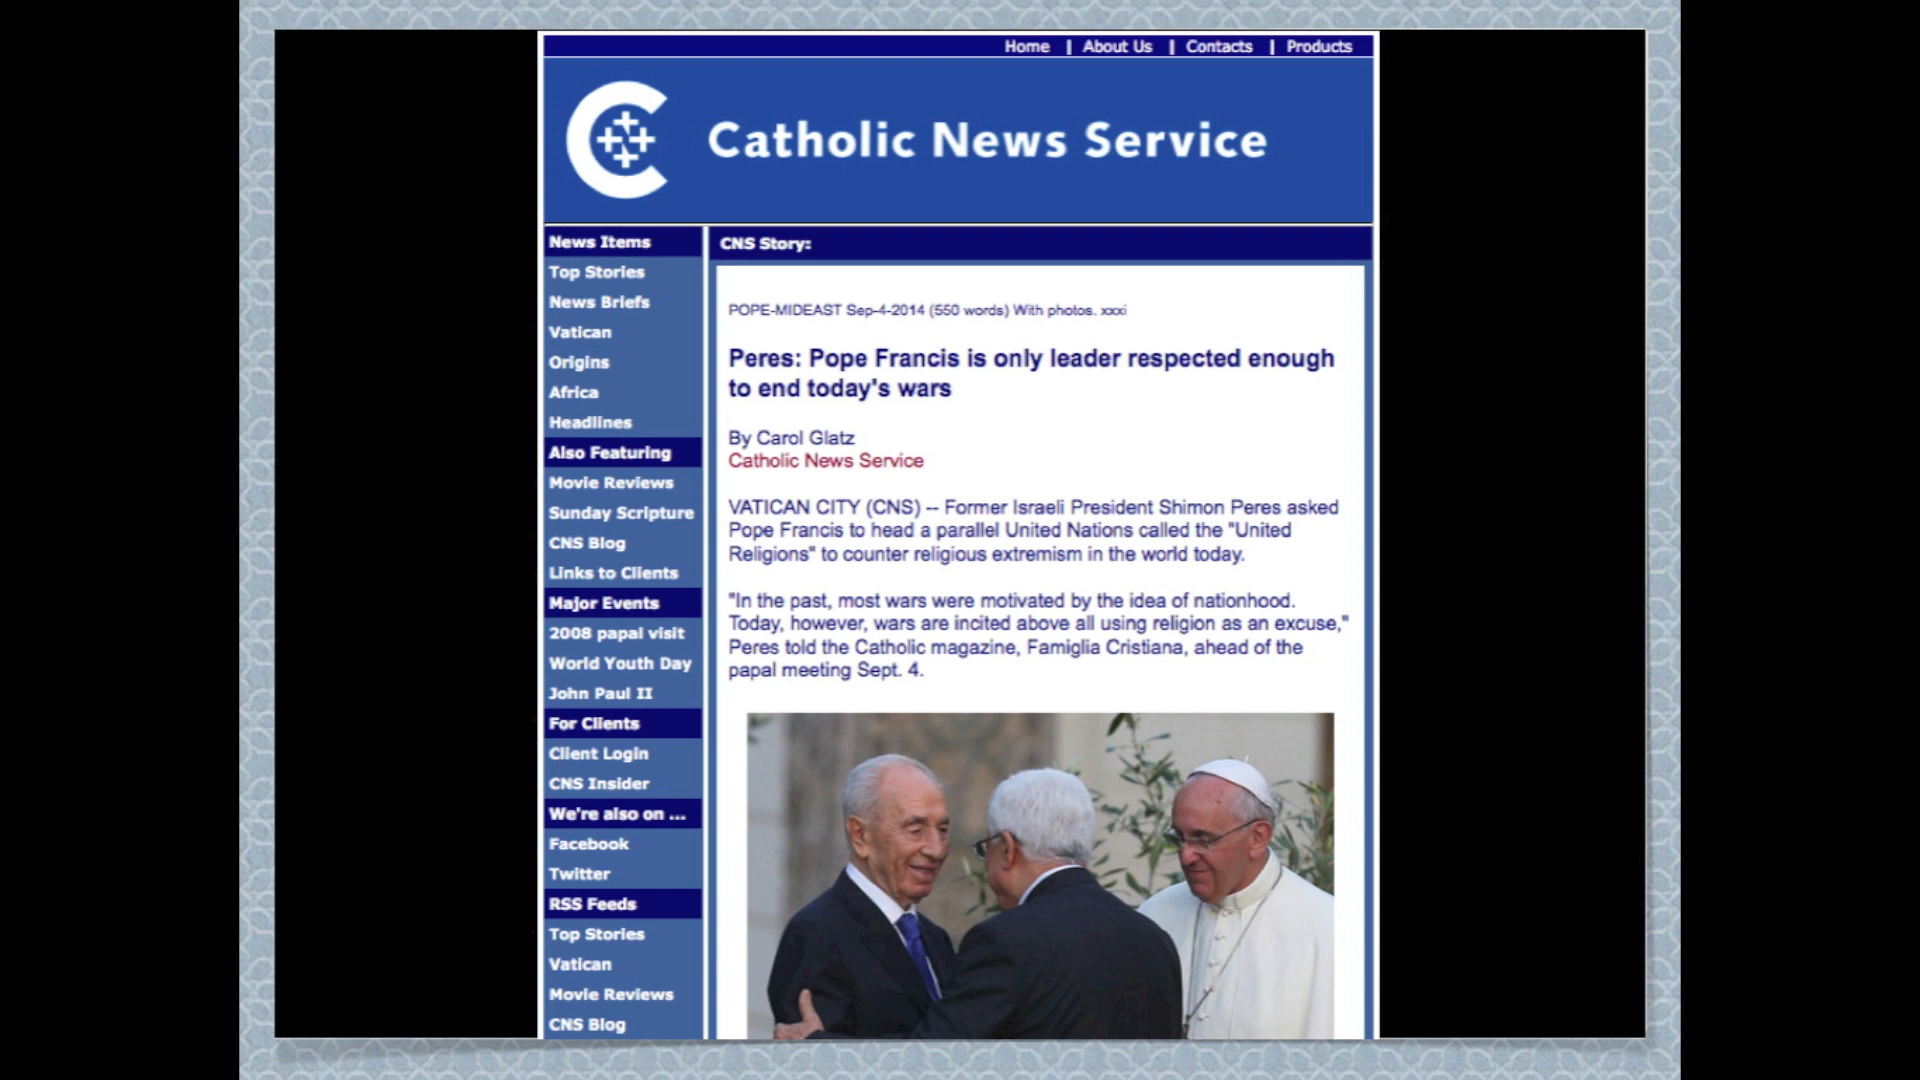 Home | About Us | Contacts | Products
Catholic News Service
News Items
Top Stories
News Briefs
Vatican
Origins
Africa
Headlines
Also Featuring
Movie Reviews
Sunday Scripture
CNS Blog
Links to Clients
Major Events
2008 papal visit
World Youth Day
John Paul II
For Clients
Client Login
CNS Insider
We're also on ...
Facebook
Twitter
RSS Feeds
Top Stories
Vatican
Movie Reviews
CNS Blog
CNS Story:
POPE-MIDEAST Sep-4-2014 (550 words) With photos. xxxi
Peres: Pope Francis is only leader respected enough
to end today's wars
By Carol Glatz
Catholic News Service
VATICAN CITY (CNS) -- Former Israeli President Shimon Peres asked
Pope Francis to head a parallel United Nations called the "United
Religions" to counter religious extremism in the world today.
"In the past, most wars were motivated by the idea of nationhood.
Today, however, wars are incited above all using religion as an excuse,"
Peres told the Catholic magazine, Famiglia Cristiana, ahead of the
papal meeting Sept. 4.